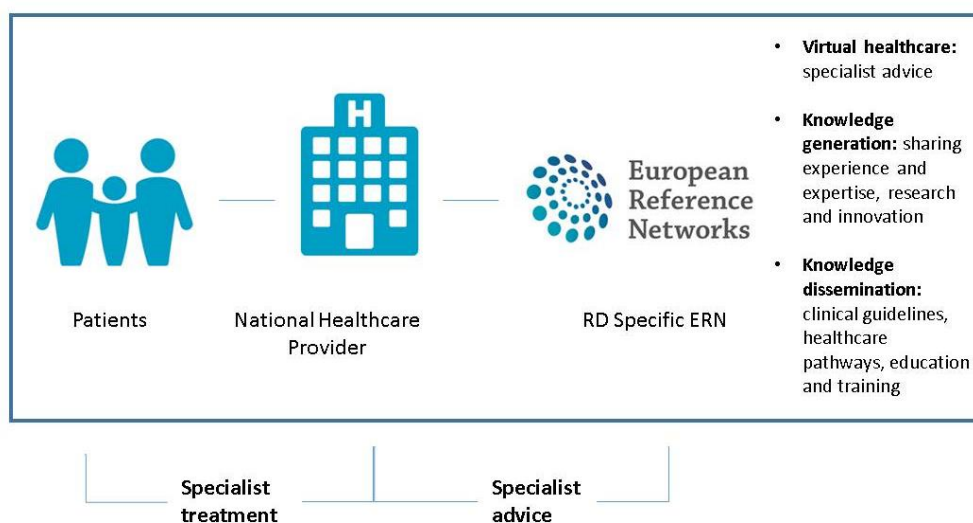 H
European
Reference
Networks
Patients
National Healthcare
Provider
RD Specific ERN
• Virtual healthcare:
specialist advice
• Knowledge
generation: sharing
experience and
expertise, research
and innovation
• Knowledge
dissemination:
clinical guidelines,
healthcare
pathways, education
and training
Specialist
treatment
Specialist
advice